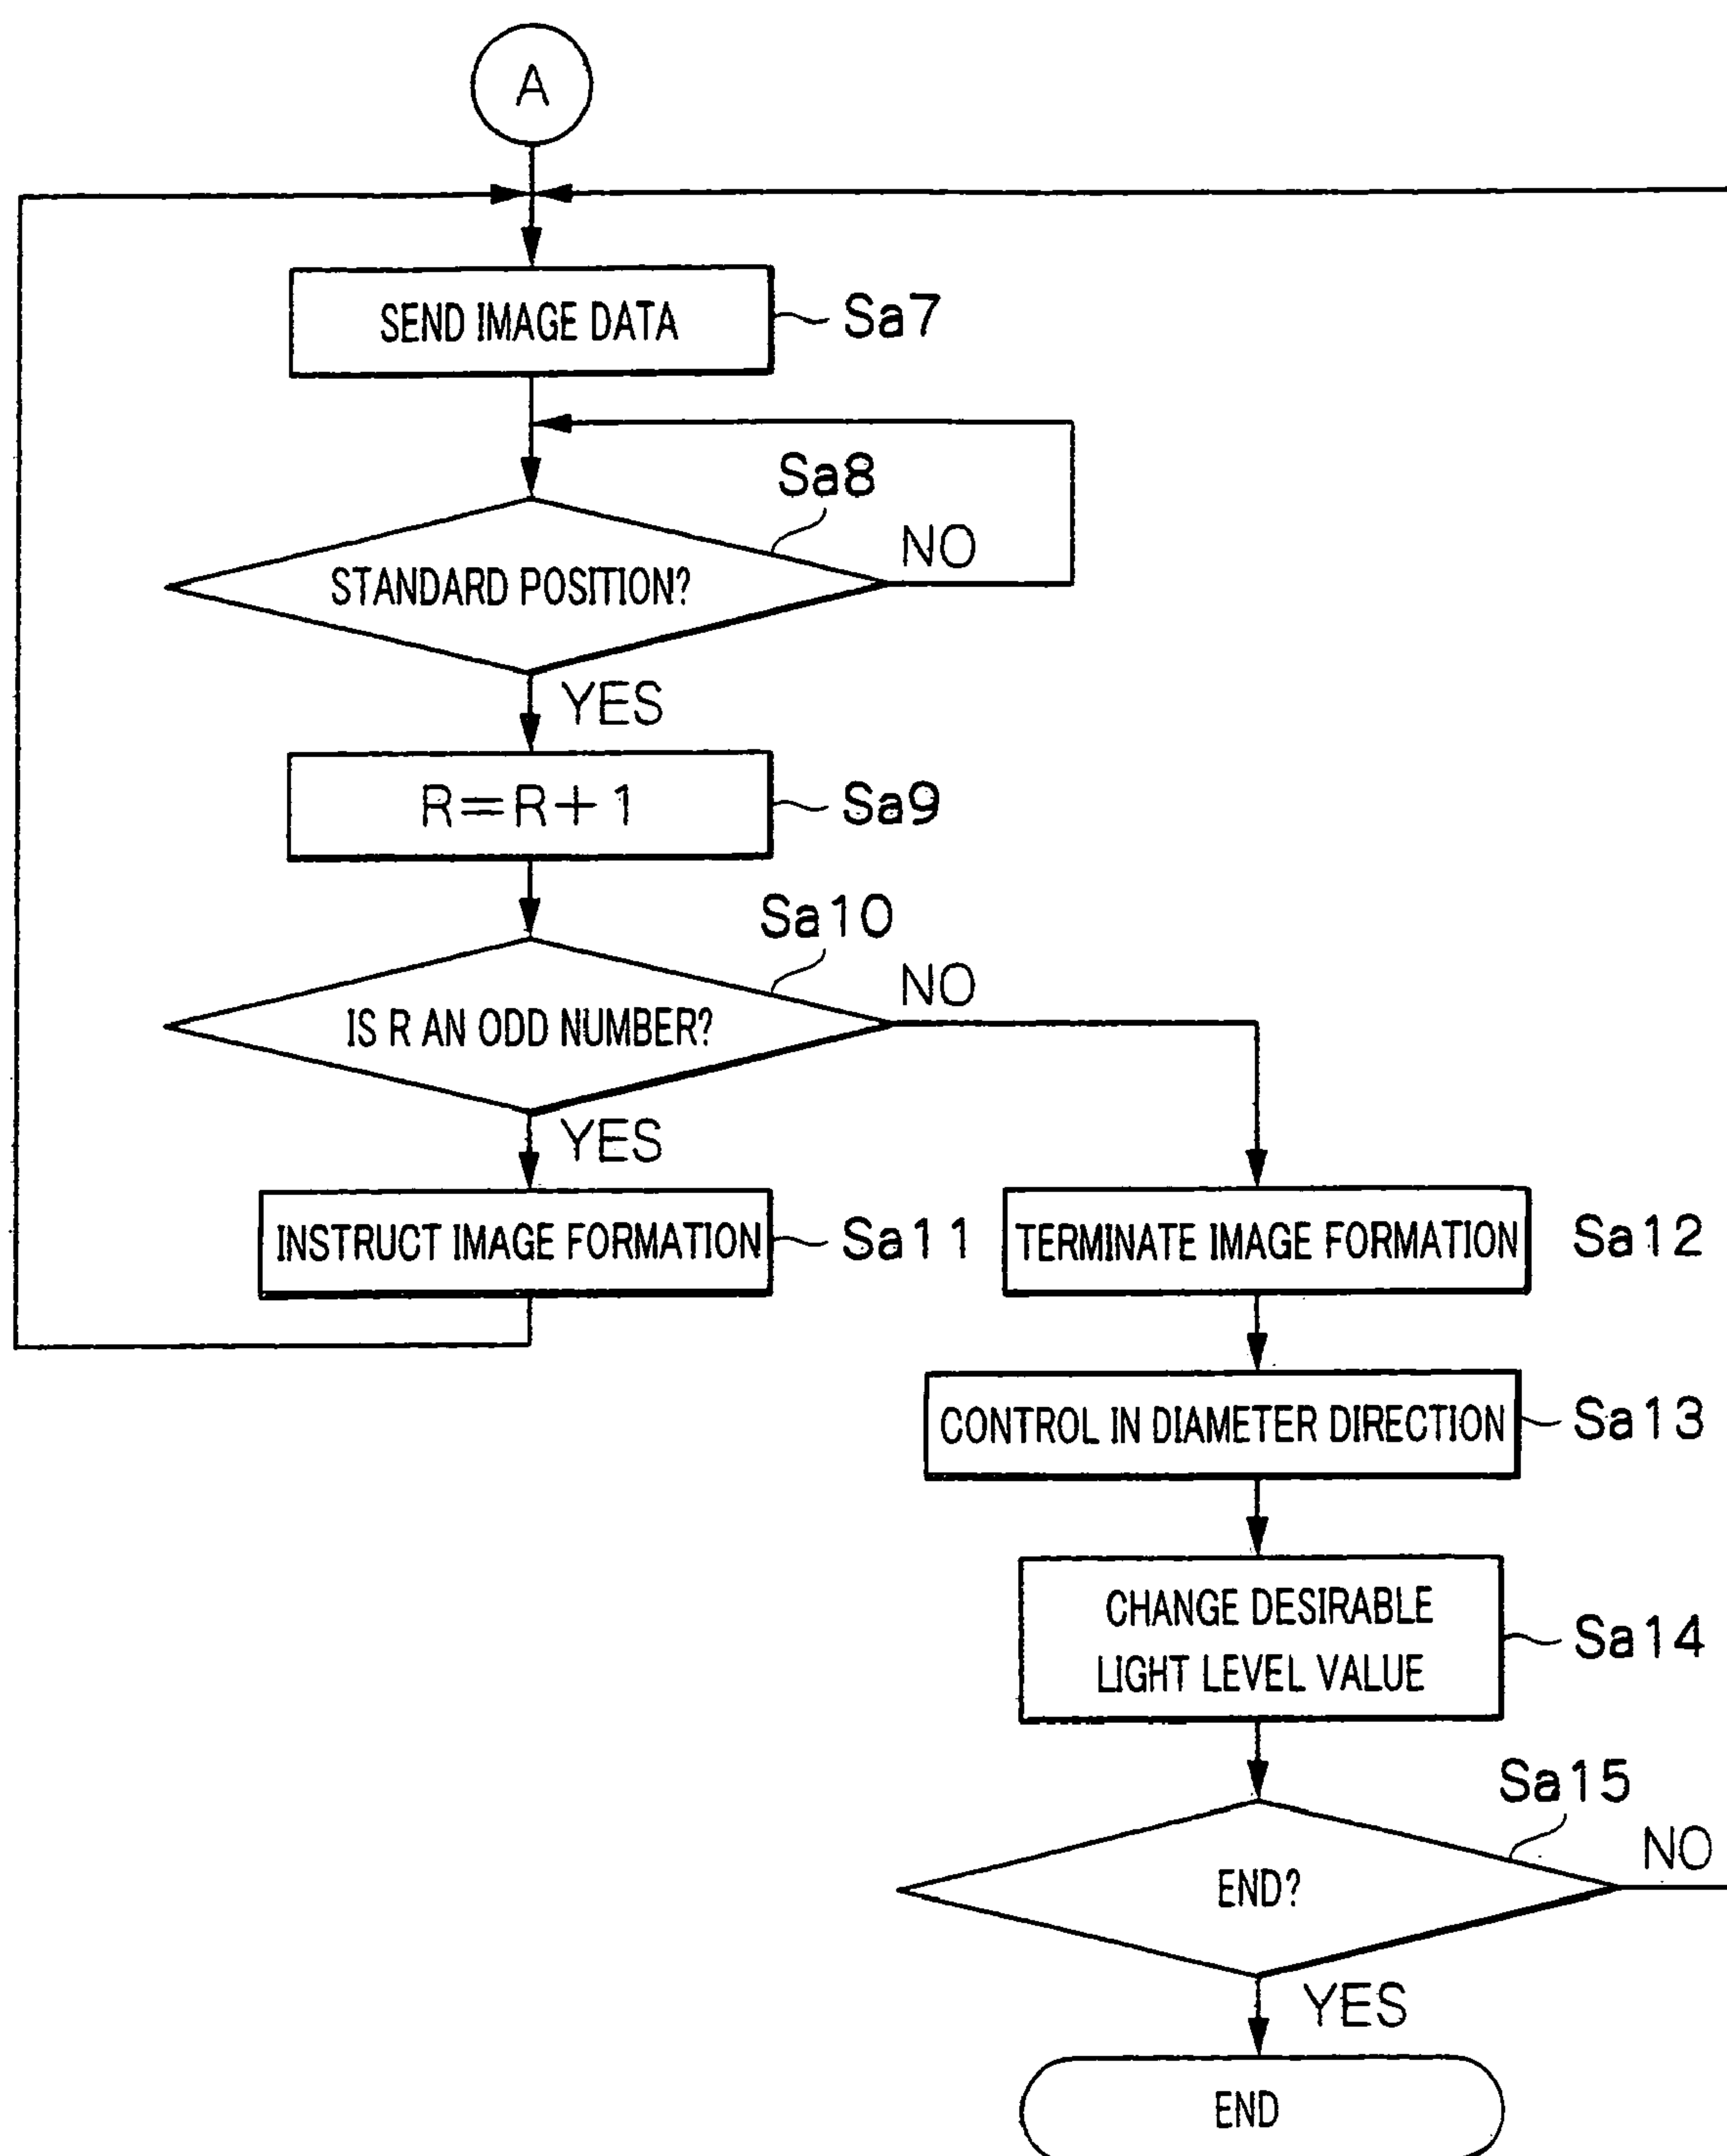 A
SEND IMAGE DATA
Sa7
Sa8
NO
STANDARD POSITION?
YES
R=R+1
Sa9
Sa10
NO
IS R AN ODD NUMBER?
YES
INSTRUCT IMAGE FORMATION
Sa11
TERMINATE IMAGE FORMATION
Sa12
CONTROL IN DIAMETER DIRECTION
Sa13
CHANGE DESIRABLE
LIGHT LEVEL VALUE
Sa14
Sa15
NO
END?
YES
END